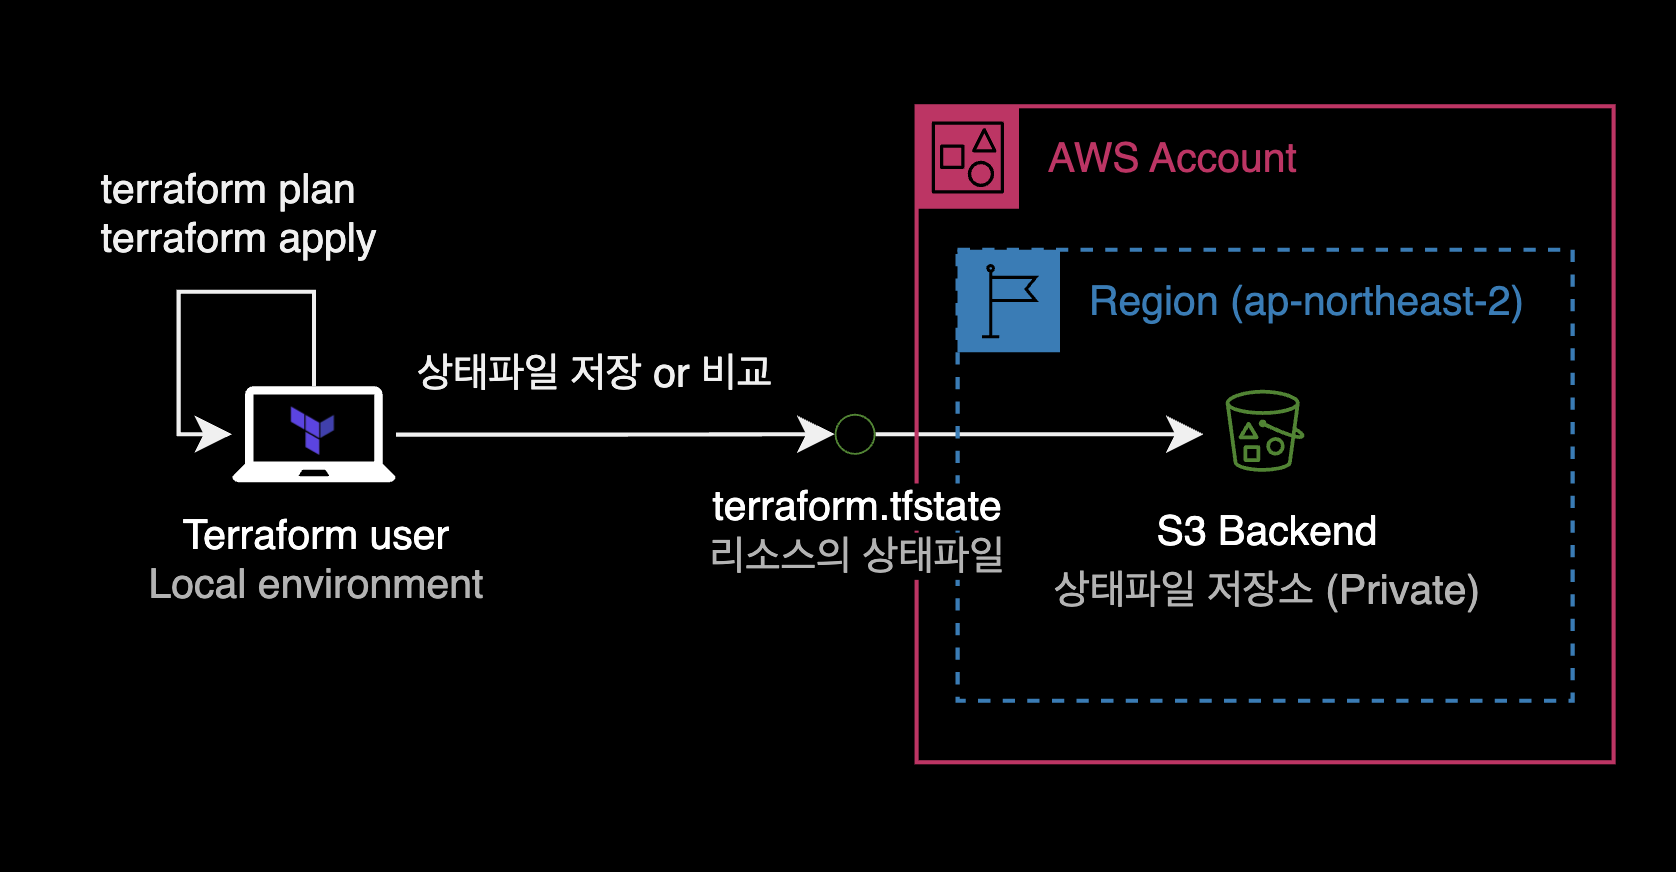 terraform plan
terraform apply
상태파일 저장 or 비교
Terraform user
Local environment
terraform.tfstate
리소스의 상태파일
AWS Account
Region (ap-northeast-2)
S3 Backend
상태파일 저장소 (Private)